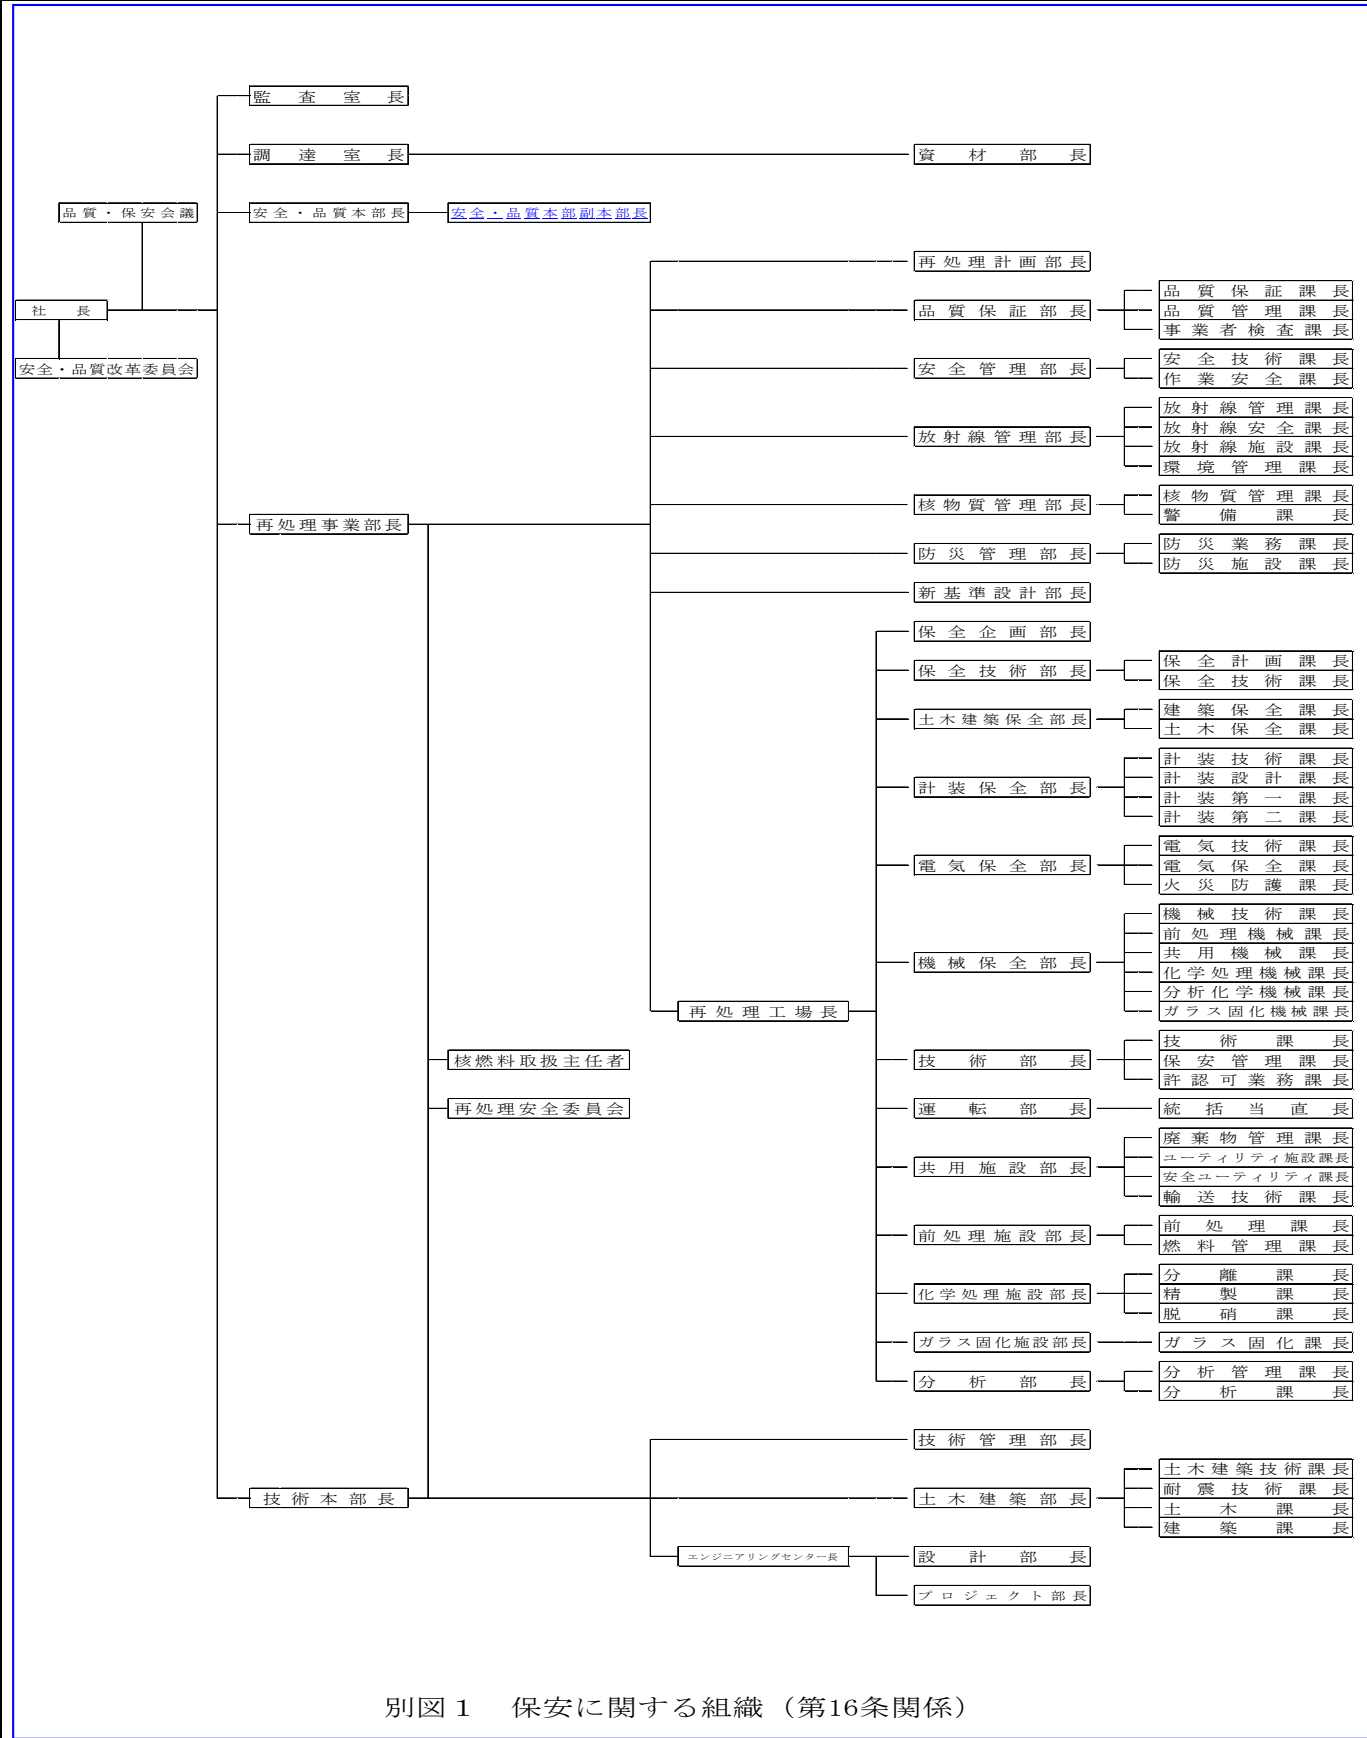 監査室長
調達室長
資材部長
品質・保安会議
安全・品質本部長
安全・品質本部副本部長
再処理計画部長
社長
品質保証部長
品質保証課長
品質管理課長
事業者検査課長
安全・品質改革委員会
安全管理部長
安全技術課長
作業安全課長
放射線管理部長
放射線管理課長
放射線安全課長
放射線施設課長
環境管理課長
再処理事業部長
核物質管理部長
核物質管理課長
警備課長
防災管理部長
防災業務課長
防災施設課長
新基準設計部長
保全企画部長
保全技術部長
保全計画課長
保全技術課長
土木建築保全部長
建築保全課長
土木保全課長
計装保全部長
計装技術課長
計装設計課長
計装第一課長
計装第二課長
電気保全部長
電気技術課長
電気保全課長
火災防護課長
機械保全部長
機械技術課長
前処理機械課長
共用機械課長
化学処理機械課長
分析化学機械課長
ガラス固化機械課長
再処理工場長
核燃料取扱主任者
技術部長
技術課長
保安管理課長
許認可業務課長
再処理安全委員会
運転部長
統括当直長
共用施設部長
廃棄物管理課長
ユーティリティ施設課長
安全ユーティリティ課長
輸送技術課長
前処理施設部長
前処理課長
燃料管理課長
化学処理施設部長
分離課長
精製課長
脱硝課長
ガラス固化施設部長
ガラス固化課長
分析部長
分析管理課長
分析課長
技術管理部長
技術本部長
土木建築部長
土木建築技術課長
耐震技術課長
土木課長
建築課長
エンジニアリングセンター長
設計部長
プロジェクト部長
別図１　保安に関する組織（第16条関係）